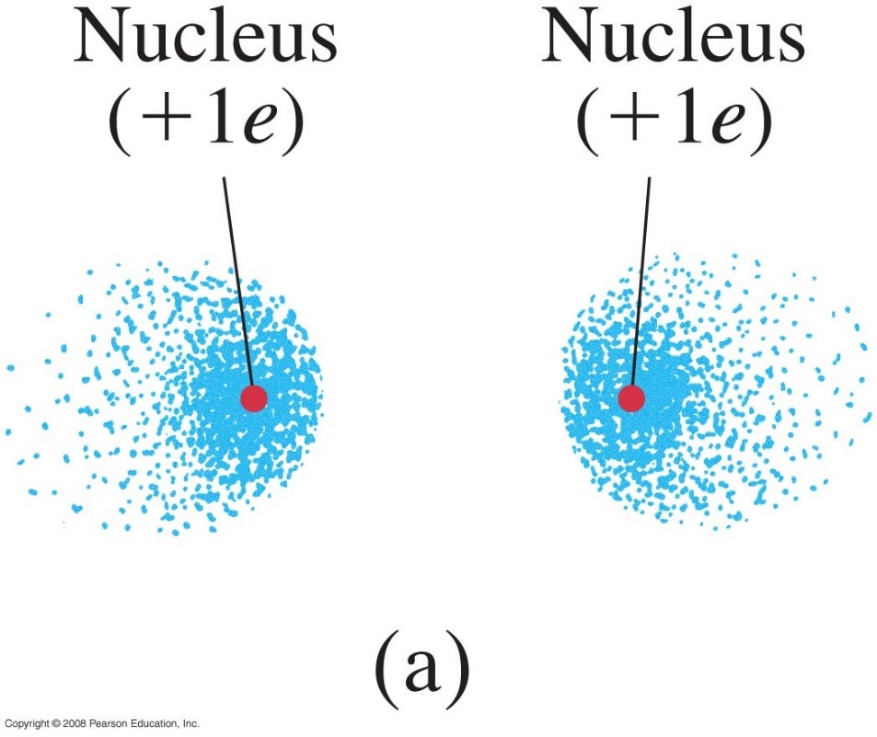 Nucleus Nucleus
(+1e) (+1e)
(a)
Copyright © 2008 Pearson Education, Inc.